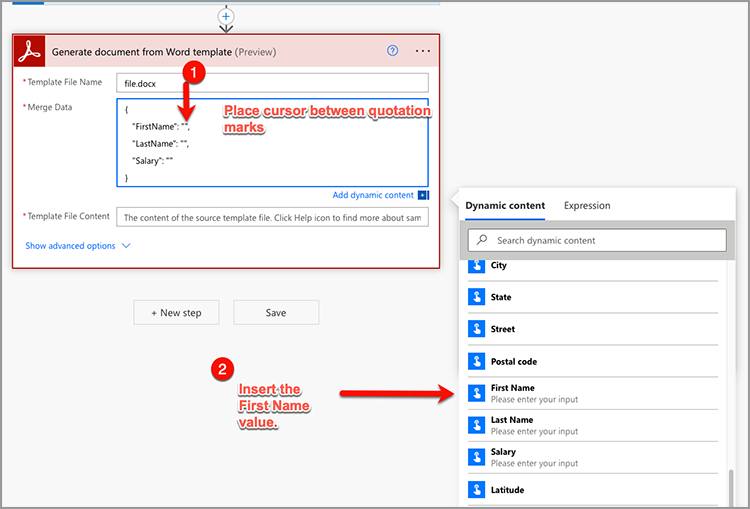 Generate document from Word template (Preview)
1
* Template File Name
file.docx
* Merge Data
{
"FirstName": "",
"LastName": "",
"Salary": ""
}
Place cursor between quotation
marks
Add dynamic content
* Template File Content
The content of the source template file. Click Help icon to find more about sam
Show advanced options
+ New step
Save
2
Insert the
First Name
value.
Dynamic content
Expression
Search dynamic content
City
State
Street
Postal code
First Name
Please enter your input
Last Name
Please enter your input
Salary
Please enter your input
Latitude